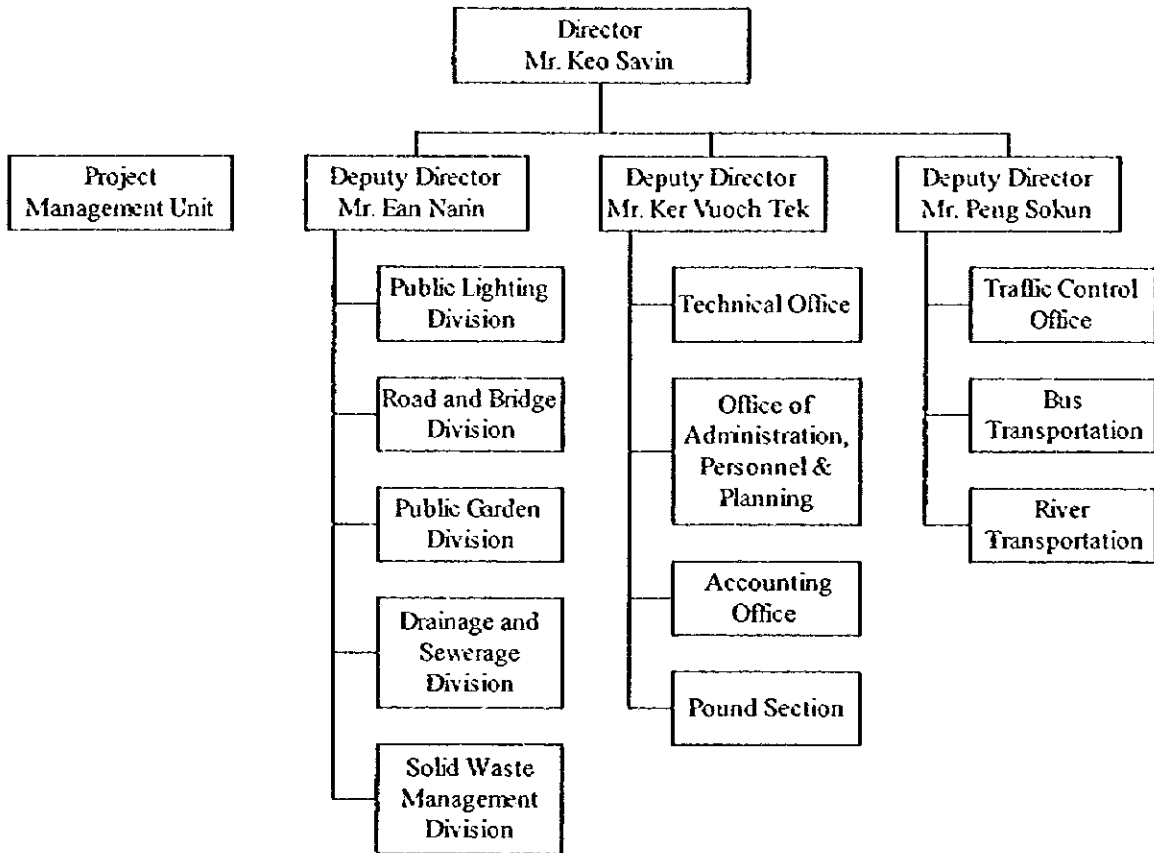 Director
Mr. Keo Savin
Project
Management Unit
Deputy Director
Mr. Ean Narin
Deputy Director
Mr. Ker Vuoch Tek
Deputy Director
Mr. Peng Sokun
Public Lighting
Division
Road and Bridge
Division
Public Garden
Division
Drainage and
Sewerage
Division
Solid Waste
Management
Division
Technical Office
Office of
Administration,
Personnel &
Planning
Accounting
Office
Pound Section
Traffic Control
Office
Bus
Transportation
River
Transportation